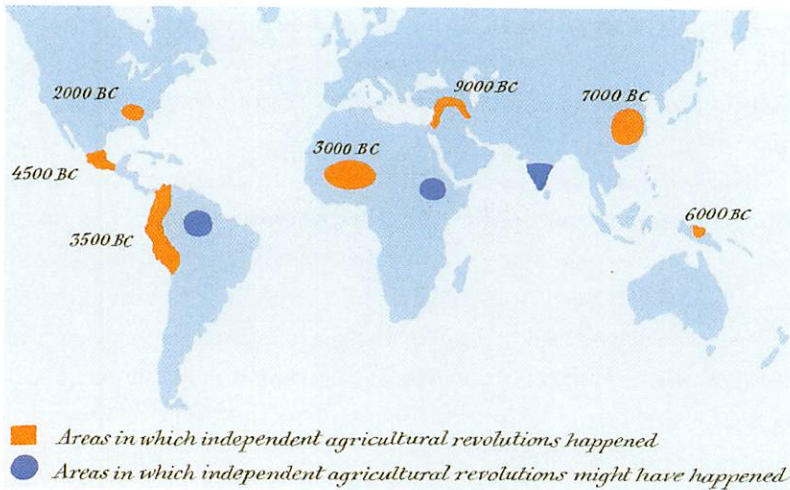 2000 BC
9000 BC
7000 BC
3000 BC
4500 BC
6000 BC
3500 BC
Areas in which independent agricultural revolutions happened
Areas in which independent agricultural revolutions might have happened